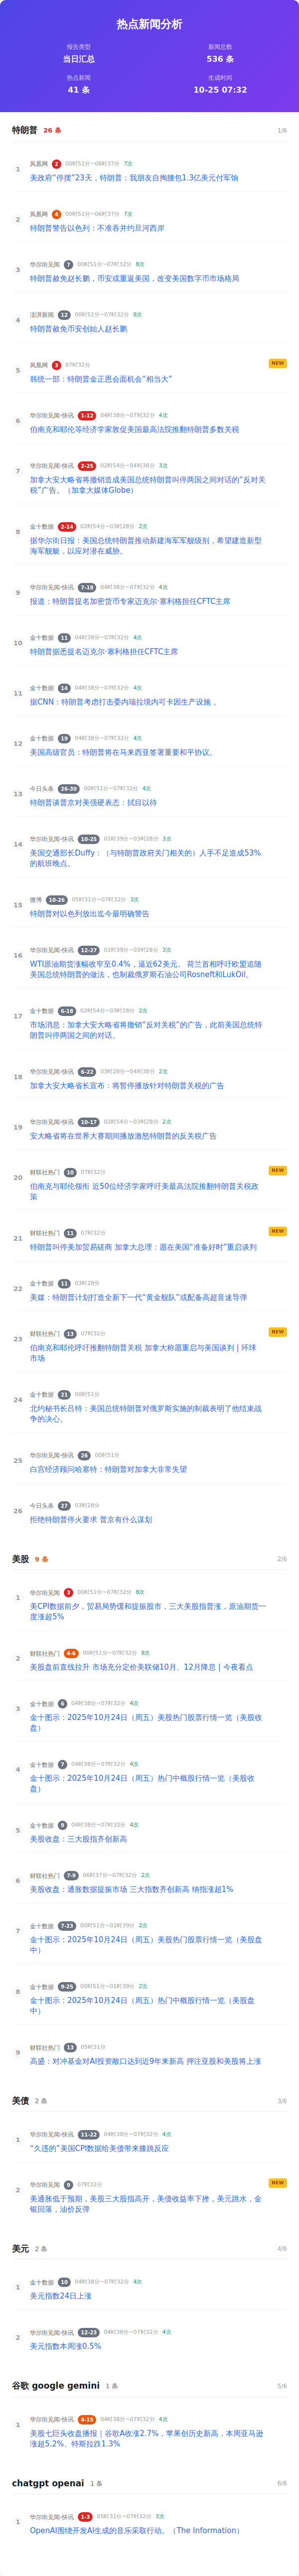 热点新闻分析
报告类型
当日汇总
新闻总数
536 条
热点新闻
41 条
生成时间
10-25 07:32
特朗普 26 条 1/6
1
凤凰网 2 00时51分~06时37分 7次
美政府“停摆”23天，特朗普：我朋友自掏腰包1.3亿美元付军饷
2
凤凰网 4 00时51分~06时37分 7次
特朗普警告以色列：不准吞并约旦河西岸
3
华尔街见闻 7 00时51分~07时32分 8次
特朗普赦免赵长鹏，币安或重返美国，改变美国数字币市场格局
4
澎湃新闻 12 00时51分~07时32分 8次
特朗普赦免币安创始人赵长鹏
5
凤凰网 3 07时32分 NEW
韩统一部：特朗普金正恩会面机会“相当大”
6
华尔街见闻-快讯 1-12 04时38分~07时32分 4次
伯南克和耶伦等经济学家敦促美国最高法院推翻特朗普多数关税
7
华尔街见闻-快讯 2-25 02时54分~04时38分 3次
加拿大安大略省将撤销造成美国总统特朗普叫停两国之间对话的“反对关
税”广告。（加拿大媒体Globe）
8
金十数据 2-14 02时54分~03时28分 2次
据华尔街日报：美国总统特朗普推动新建海军军舰级别，希望建造新型
海军舰艇，以应对潜在威胁。
9
华尔街见闻-快讯 7-18 04时38分~07时32分 4次
报道：特朗普提名加密货币专家迈克尔·塞利格担任CFTC主席
10
金十数据 11 04时38分~07时32分 4次
特朗普据悉提名迈克尔·塞利格担任CFTC主席
11
金十数据 14 04时38分~07时32分 4次
据CNN：特朗普考虑打击委内瑞拉境内可卡因生产设施 。
12
金十数据 19 04时38分~07时32分 4次
美国高级官员：特朗普将在马来西亚签署重要和平协议。
13
今日头条 26-30 00时51分~07时32分 4次
特朗普谈普京对美强硬表态：拭目以待
14
华尔街见闻-快讯 10-25 01时39分~03时28分 3次
美国交通部长Duffy：（与特朗普政府关门相关的）人手不足造成53%
的航班晚点。
15
微博 10-26 05时31分~07时32分 3次
特朗普对以色列放出迄今最明确警告
16
华尔街见闻-快讯 12-27 01时39分~03时28分 3次
WTI原油期货涨幅收窄至0.4%，逼近62美元。 荷兰首相呼吁欧盟追随
美国总统特朗普的做法，也制裁俄罗斯石油公司Rosneft和LukOil。
17
金十数据 6-18 02时54分~03时28分 2次
市场消息：加拿大安大略省将撤销“反对关税”的广告，此前美国总统特
朗普叫停两国之间的对话。
18
华尔街见闻-快讯 6-22 03时28分~04时38分 2次
加拿大安大略省长宣布：将暂停播放针对特朗普关税的广告
19
华尔街见闻-快讯 10-17 02时54分~03时28分 2次
安大略省将在世界大赛期间播放激怒特朗普的反关税广告
20
财联社热门 10 07时32分 NEW
伯南克与耶伦领衔 近50位经济学家呼吁美最高法院推翻特朗普关税政
策
21
财联社热门 11 07时32分 NEW
特朗普叫停美加贸易磋商 加拿大总理：愿在美国“准备好时”重启谈判
22
金十数据 11 03时28分
美媒：特朗普计划打造全新下一代“黄金舰队”或配备高超音速导弹
23
财联社热门 13 07时32分 NEW
伯南克和耶伦呼吁推翻特朗普关税 加拿大称愿重启与美国谈判 | 环球
市场
24
金十数据 21 00时51分
北约秘书长吕特：美国总统特朗普对俄罗斯实施的制裁表明了他结束战
争的决心。
25
华尔街见闻-快讯 26 00时51分
白宫经济顾问哈塞特：特朗普对加拿大非常失望
26
今日头条 27 03时28分
拒绝特朗普停火要求 普京有什么谋划
美股 9 条 2/6
1
华尔街见闻 3 00时51分~07时32分 8次
美CPI数据前夕，贸易局势缓和提振股市，三大美股指普涨，原油期货一
度涨超5%
2
财联社热门 4-6 00时51分~07时32分 8次
美股盘前直线拉升 市场充分定价美联储10月、12月降息 | 今夜看点
3
金十数据 6 04时38分~07时32分 4次
金十图示：2025年10月24日（周五）美股热门股票行情一览（美股收
盘）
4
金十数据 7 04时38分~07时32分 4次
金十图示：2025年10月24日（周五）热门中概股行情一览（美股收
盘）
5
金十数据 9 04时38分~07时32分 4次
美股收盘：三大股指齐创新高
6
财联社热门 7-9 06时37分~07时32分 2次
美股收盘：通胀数据提振市场 三大指数齐创新高 纳指涨超1%
7
金十数据 7-23 00时51分~01时39分 2次
金十图示：2025年10月24日（周五）美股热门股票行情一览（美股盘
中）
8
金十数据 9-25 00时51分~01时39分 2次
金十图示：2025年10月24日（周五）热门中概股行情一览（美股盘
中）
9
财联社热门 13 05时31分
高盛：对冲基金对AI投资敞口达到近9年来新高 押注亚股和美股将上涨
美债 2 条 3/6
1
华尔街见闻-快讯 11-22 04时38分~07时32分 4次
“久违的”美国CPI数据给美债带来膝跳反应
2
华尔街见闻 9 07时32分 NEW
美通胀低于预期，美股三大股指高开，美债收益率下挫，美元跳水，金
银回落，油价反弹
美元 2 条 4/6
1
金十数据 10 04时38分~07时32分 4次
美元指数24日上涨
2
华尔街见闻-快讯 12-23 04时38分~07时32分 4次
美元指数本周涨0.5%
谷歌 google gemini 1 条 5/6
1
华尔街见闻-快讯 4-15 04时38分~07时32分 4次
美股七巨头收盘播报｜谷歌A收涨2.7%，苹果创历史新高，本周亚马逊
涨超5.2%、特斯拉跌1.3%
chatgpt openai 1 条 6/6
1
华尔街见闻-快讯 1-3 05时31分~07时32分 3次
OpenAI围绕开发AI生成的音乐采取行动。（The Information）